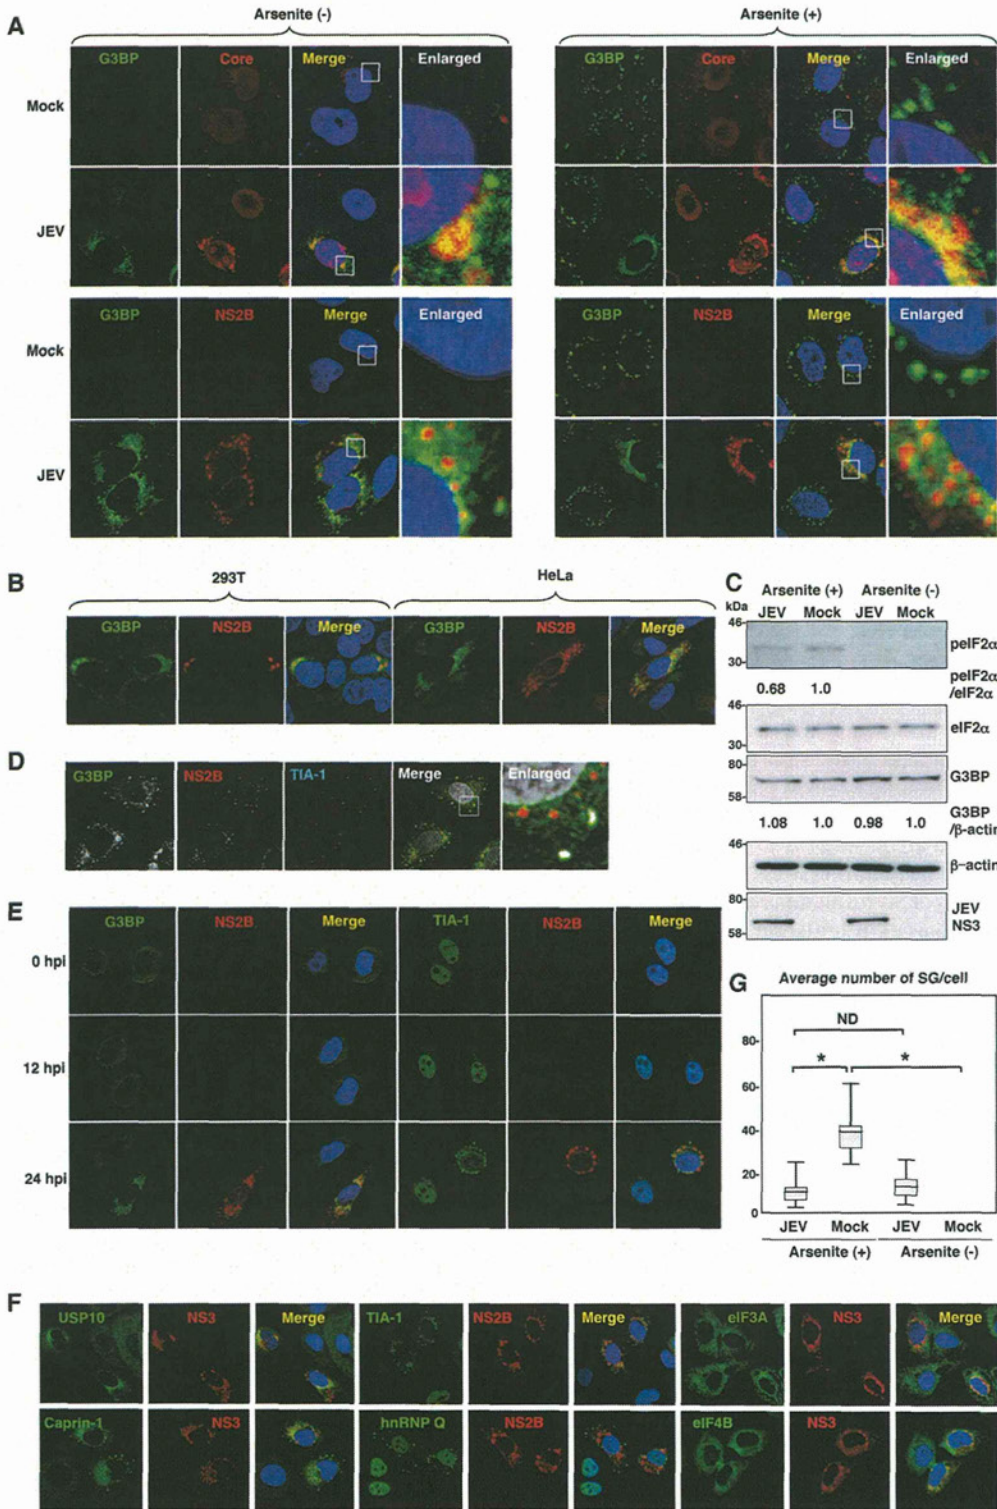 A
Arsenite (-)
Arsenite (+)
G3BP Core Merge Enlarged
G3BP Core Merge Enlarged
Mock
JEV
G3BP NS2B Merge Enlarged
G3BP NS2B Merge Enlarged
Mock
JEV
B
293T
HeLa
G3BP NS2B Merge G3BP NS2B Merge
C
Arsenite (+) Arsenite (-)
kDa JEV Mock JEV Mock
46-
peIF2α
30-
peIF2α
/eIF2α
0.68 1.0
46-
eIF2α
30-
80-
G3BP
58-
G3BP
/β-actin
1.08 1.0 0.98 1.0
46-
β-actin
80-
JEV
NS3
58-
D
G3BP NS2B TIA-1 Merge Enlarged
E
G3BP NS2B Merge TIA-1 NS2B Merge
0 hpi
12 hpi
24 hpi
G
Average number of SG/cell
80-
ND
* *
60-
40-
20-
0
JEV Mock JEV Mock
Arsenite (+) Arsenite (-)
F
USP10 NS3 Merge TIA-1 NS2B Merge eIF3A NS3 Merge
Caprin-1 NS3 hnRNP Q NS2B eIF4B NS3